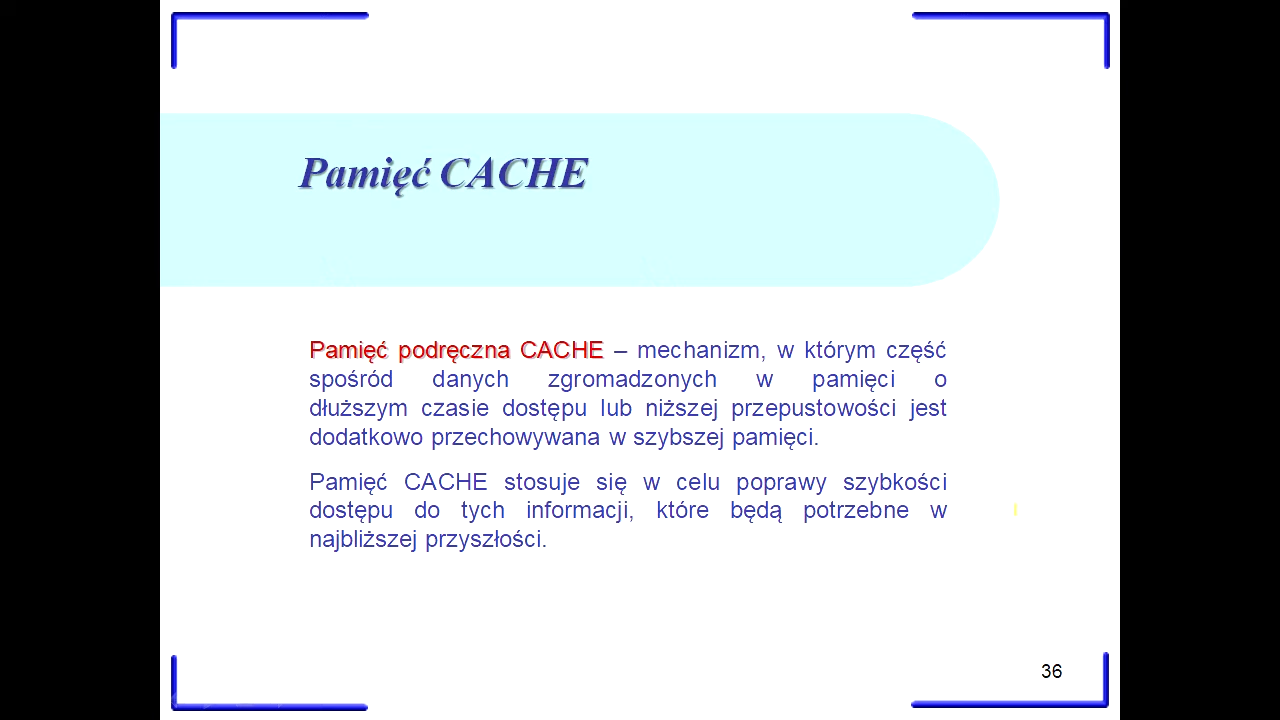 Pamięć CACHE
Pamięć podręczna CACHE – mechanizm, w którym część
spośród danych zgromadzonych w pamięci o
dłuższym czasie dostępu lub niższej przepustowości jest
dodatkowo przechowywana w szybszej pamięci.
Pamięć CACHE stosuje się w celu poprawy szybkości
dostępu do tych informacji, które będą potrzebne w
najbliższej przyszłości.
36